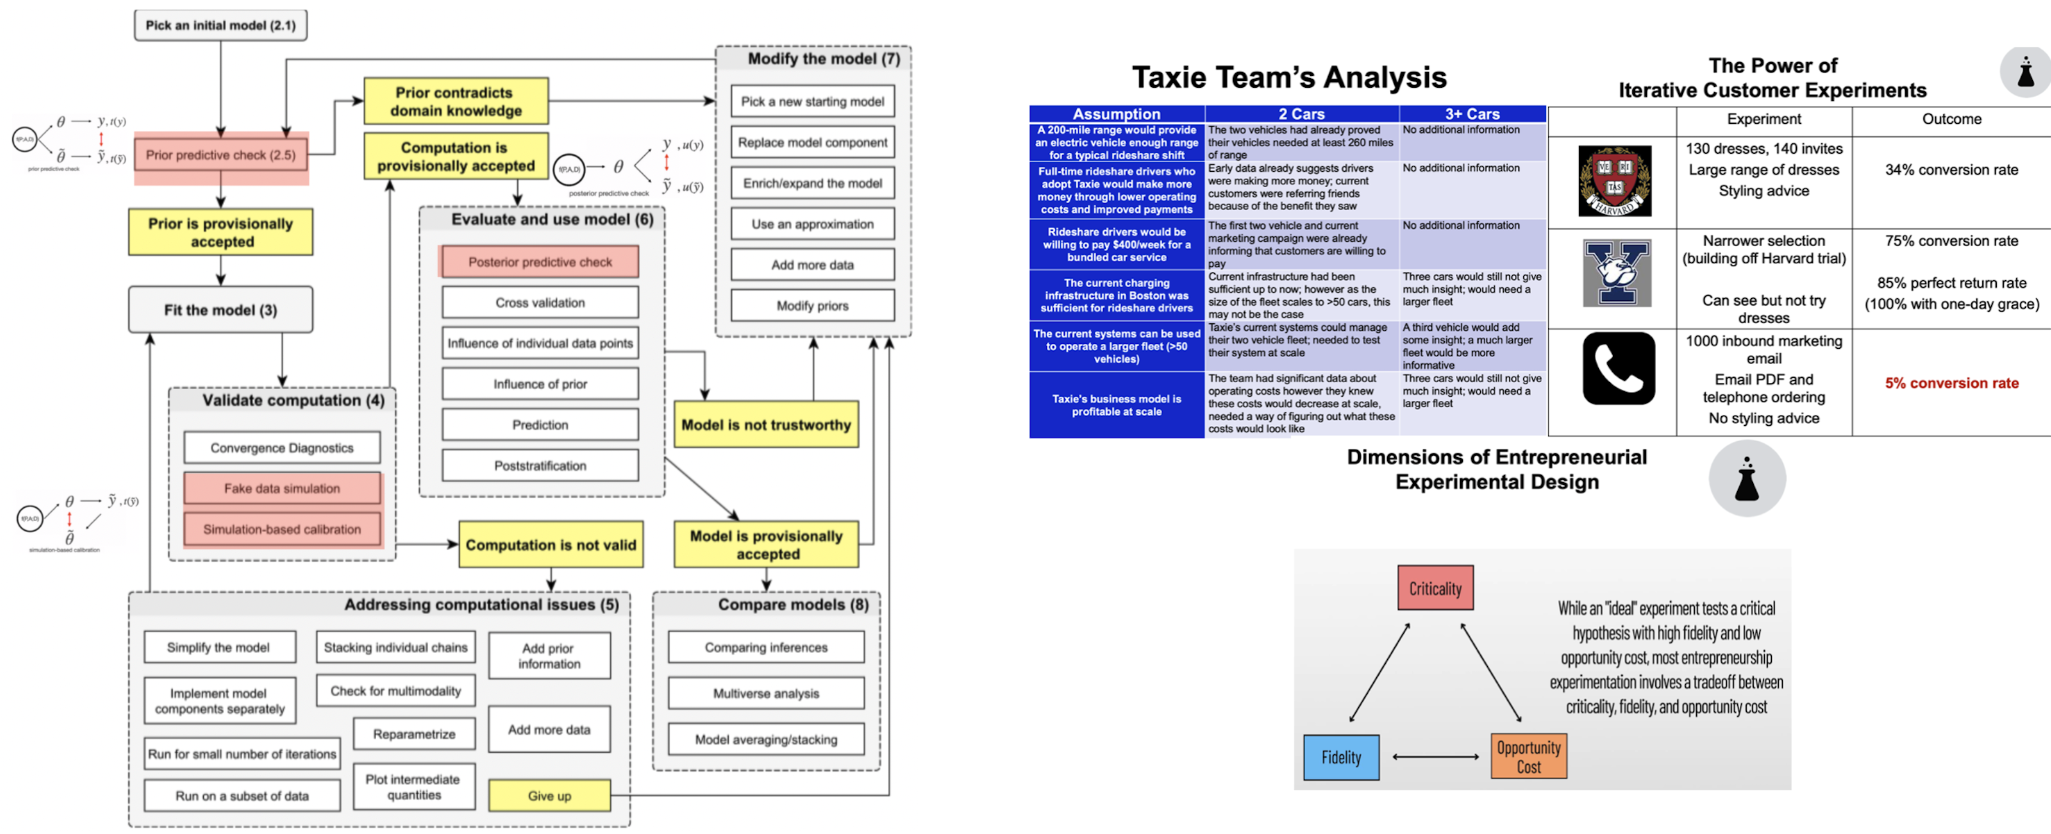 Pick an initial model (2.1)
θ → y, t(y)
f(P,A,D)
θ̃ → ỹ, t(ỹ)
prior predictive check
Prior predictive check (2.5)
Prior contradicts
domain knowledge
Computation is
provisionally accepted
y, u(y)
f(P,A,D) → θ
ỹ, u(ỹ)
posterior predictive check
Prior is provisionally
accepted
Fit the model (3)
Validate computation (4)
Convergence Diagnostics
Fake data simulation
Simulation-based calibration
θ → ỹ, t(ỹ)
f(P,A,D)
θ̃
simulation-based calibration
Evaluate and use model (6)
Posterior predictive check
Cross validation
Influence of individual data points
Influence of prior
Prediction
Poststratification
Modify the model (7)
Pick a new starting model
Replace model component
Enrich/expand the model
Use an approximation
Add more data
Modify priors
Model is not trustworthy
Computation is not valid
Model is provisionally
accepted
Addressing computational issues (5)
Simplify the model
Implement model
components separately
Run for small number of iterations
Run on a subset of data
Stacking individual chains
Check for multimodality
Reparametrize
Plot intermediate
quantities
Add prior
information
Add more data
Give up
Compare models (8)
Comparing inferences
Multiverse analysis
Model averaging/stacking
Taxie Team's Analysis
Assumption
2 Cars
3+ Cars
A 200-mile range would provide
an electric vehicle enough range
for a typical rideshare shift
The two vehicles had already proved
their vehicles needed at least 260 miles
of range
No additional information
Full-time rideshare drivers who
adopt Taxie would make more
money through lower operating
costs and improved payments
Early data already suggests drivers
were making more money; current
customers were referring friends
because of the benefit they saw
No additional information
Rideshare drivers would be
willing to pay $400/week for a
bundled car service
The first two vehicle and current
marketing campaign were already
informing that customers are willing to
pay
No additional information
The current charging
infrastructure in Boston was
sufficient for rideshare drivers
Current infrastructure had been
sufficient up to now; however as the
size of the fleet scales to >50 cars, this
may not be the case
Three cars would still not give
much insight; would need a
larger fleet
The current systems can be used
to operate a larger fleet (>50
vehicles)
Taxie's current systems could manage
their two vehicle fleet; needed to test
their system at scale
A third vehicle would add
some insight; a much larger
fleet would be more
informative
Taxie's business model is
profitable at scale
The team had significant data about
operating costs however they knew
these costs would decrease at scale,
needed a way of figuring out what these
costs would look like
Three cars would still not give
much insight; would need a
larger fleet
The Power of
Iterative Customer Experiments
Experiment
Outcome
VE RI
TAS
HARVARD
130 dresses, 140 invites
Large range of dresses
Styling advice
34% conversion rate
Y
Narrower selection
(building off Harvard trial)
Can see but not try
dresses
75% conversion rate
85% perfect return rate
(100% with one-day grace)
1000 inbound marketing
email
Email PDF and
telephone ordering
No styling advice
5% conversion rate
Dimensions of Entrepreneurial
Experimental Design
Criticality
Fidelity
Opportunity
Cost
While an "ideal" experiment tests a critical
hypothesis with high fidelity and low
opportunity cost, most entrepreneurship
experimentation involves a tradeoff between
criticality, fidelity, and opportunity cost